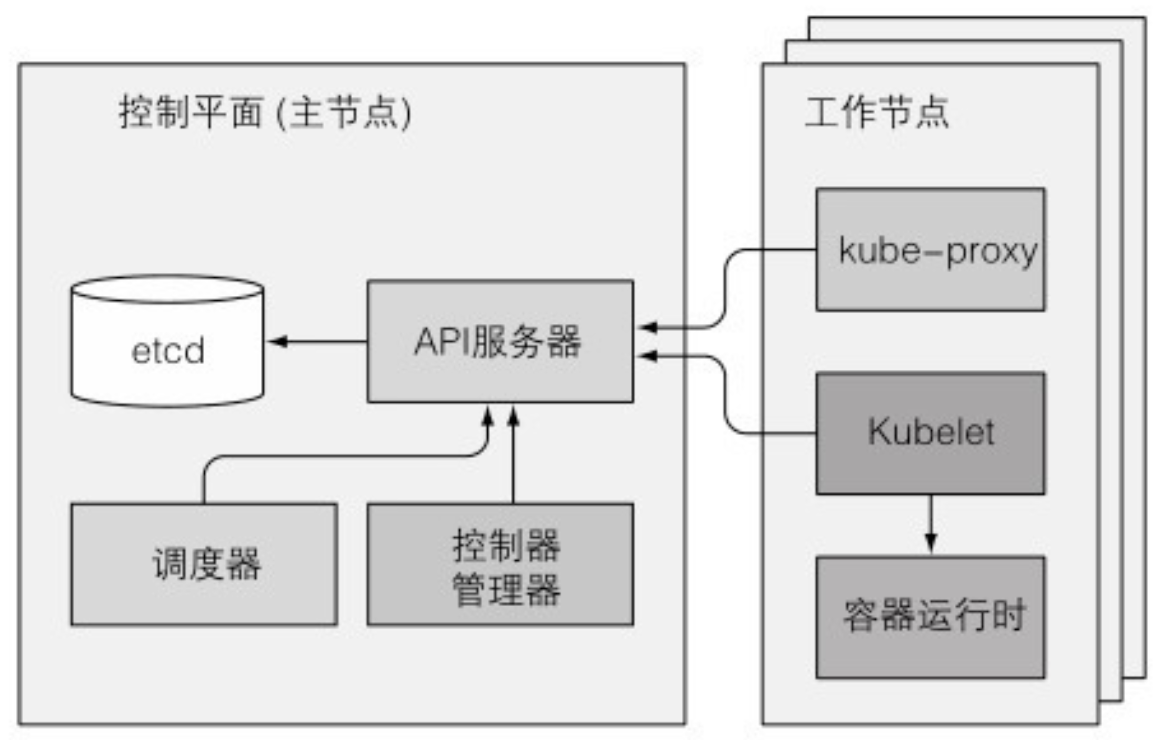 控制平面 (主节点)
工作节点
kube-proxy
etcd
API服务器
Kubelet
调度器
控制器
管理器
容器运行时